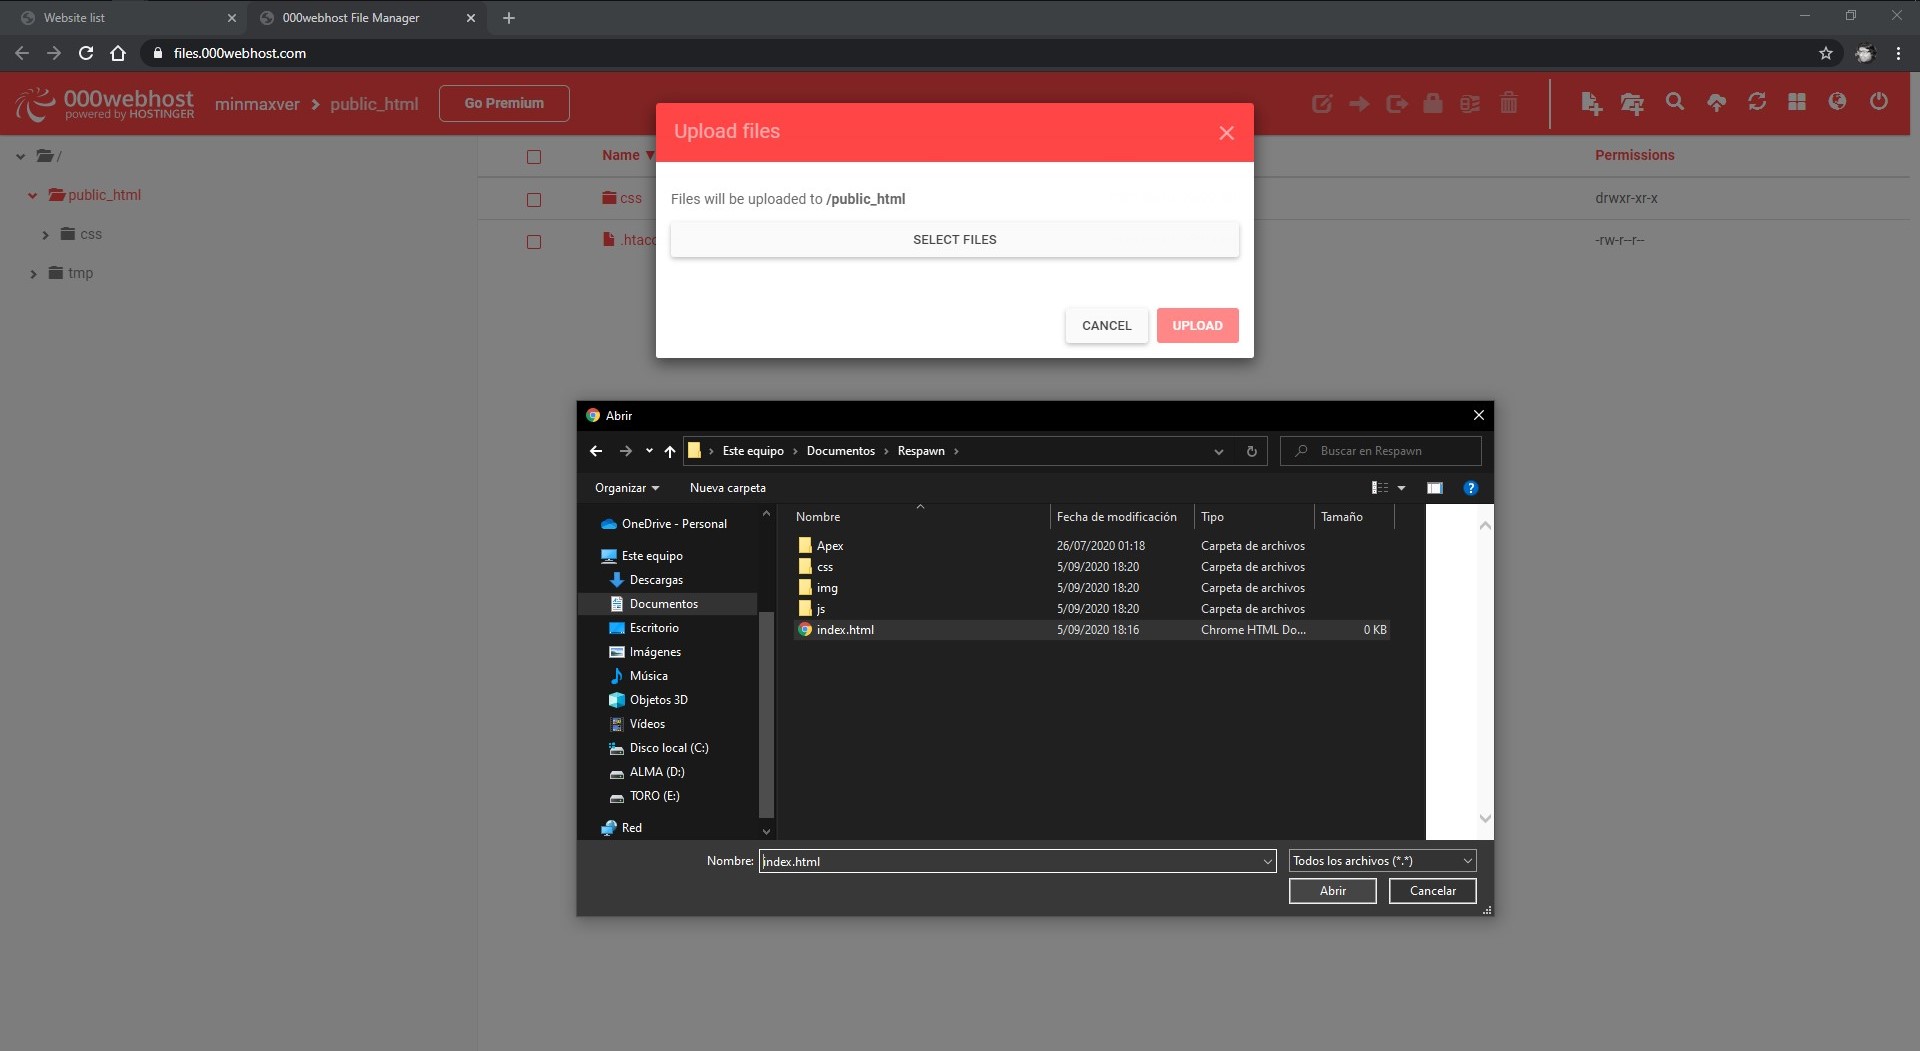 Website list
000webhost File Manager
files.000webhost.com
000webhost
powered by HOSTINGER
minmaxver
public_html
Go Premium
/
public_html
css
tmp
Name
Permissions
css
drwxr-xr-x
.htacc
-rw-r--r--
Upload files
Files will be uploaded to /public_html
SELECT FILES
CANCEL
UPLOAD
Abrir
Este equipo
Documentos
Respawn
Buscar en Respawn
Organizar
Nueva carpeta
?
OneDrive - Personal
Este equipo
Descargas
Documentos
Escritorio
Imágenes
Música
Objetos 3D
Vídeos
Disco local (C:)
ALMA (D:)
TORO (E:)
Red
Nombre Fecha de modificación Tipo Tamaño
Apex 26/07/2020 01:18 Carpeta de archivos
css 5/09/2020 18:20 Carpeta de archivos
img 5/09/2020 18:20 Carpeta de archivos
js 5/09/2020 18:20 Carpeta de archivos
index.html 5/09/2020 18:16 Chrome HTML Do... 0 KB
Nombre: index.html
Todos los archivos (*.*)
Abrir
Cancelar